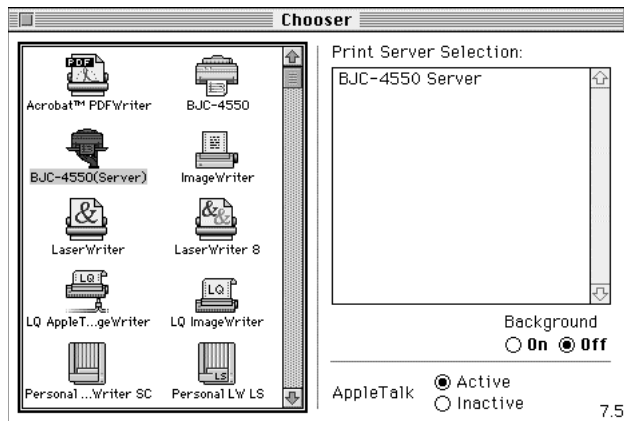 Chooser
PDF
Acrobat™ PDFWriter
BJC-4550
BJC-4550(Server)
ImageWriter
&
LaserWriter
&&
LaserWriter 8
LQ
LQ AppleT...geWriter
LQ
LQ ImageWriter
Personal ...Writer SC
LS
Personal LW LS
Print Server Selection:
BJC-4550 Server
Background
On Off
AppleTalk
Active
Inactive
7.5